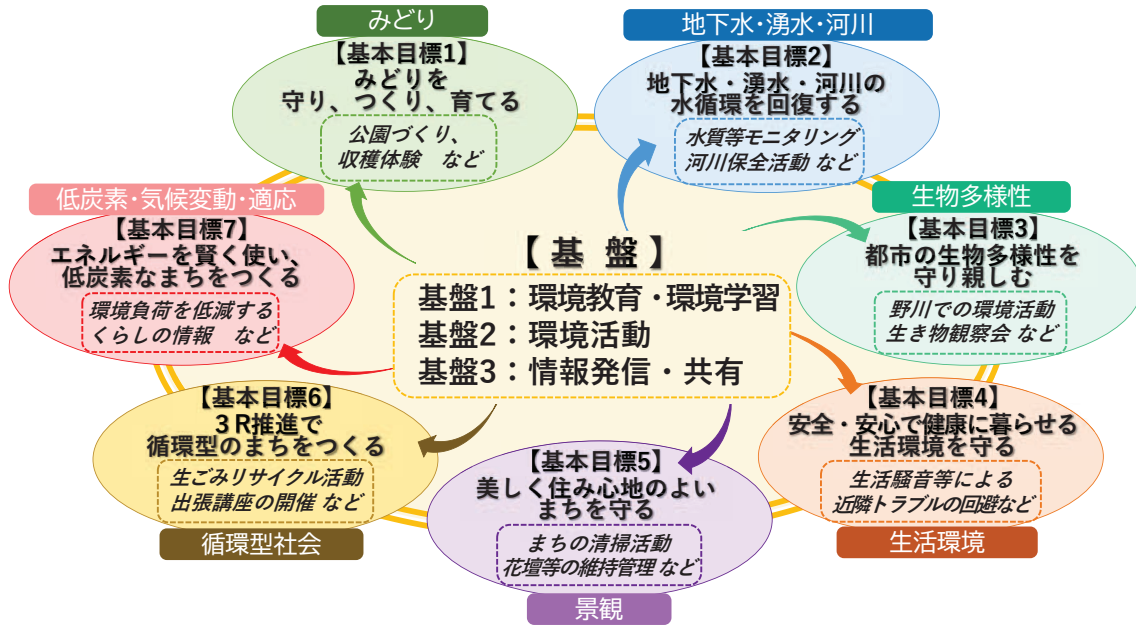 みどり
【基本目標1】
みどりを
守り、つくり、育てる
公園づくり、
収穫体験 など
地下水・湧水・河川
【基本目標2】
地下水・湧水・河川の
水循環を回復する
水質等モニタリング
河川保全活動 など
生物多様性
【基本目標3】
都市の生物多様性を
守り親しむ
野川での環境活動
生き物観察会 など
低炭素・気候変動・適応
【基本目標7】
エネルギーを賢く使い、
低炭素なまちをつくる
環境負荷を低減する
くらしの情報 など
【基盤】
基盤1：環境教育・環境学習
基盤2：環境活動
基盤3：情報発信・共有
【基本目標6】
３R推進で
循環型のまちをつくる
生ごみリサイクル活動
出張講座の開催 など
循環型社会
【基本目標5】
美しく住み心地のよい
まちを守る
まちの清掃活動
花壇等の維持管理 など
景観
【基本目標4】
安全・安心で健康に暮らせる
生活環境を守る
生活騒音等による
近隣トラブルの回避など
生活環境